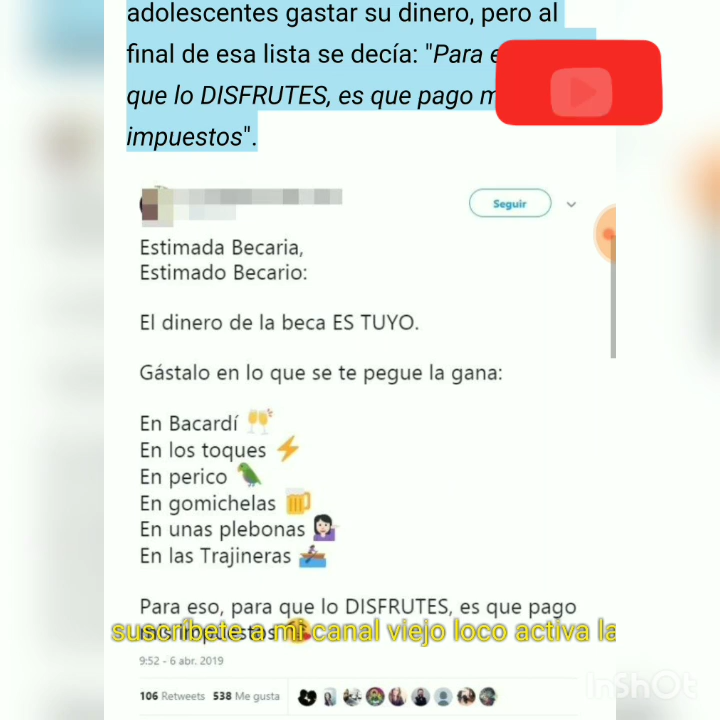 adolescentes gastar su dinero, pero al
final de esa lista se decía: "Para
que lo DISFRUTES, es que pago
impuestos".
Seguir
Estimada Becaria,
Estimado Becario:
El dinero de la beca ES TUYO.
Gástalo en lo que se te pegue la gana:
En Bacardí
En los toques
En perico
En gomichelas
En unas plebonas
En las Trajineras
Para eso, para que lo DISFRUTES, es que pago
mis impuestos
suscríbete a mi canal viejo loco activa la
9:52 - 6 abr. 2019
106 Retweets 538 Me gusta
InShOt